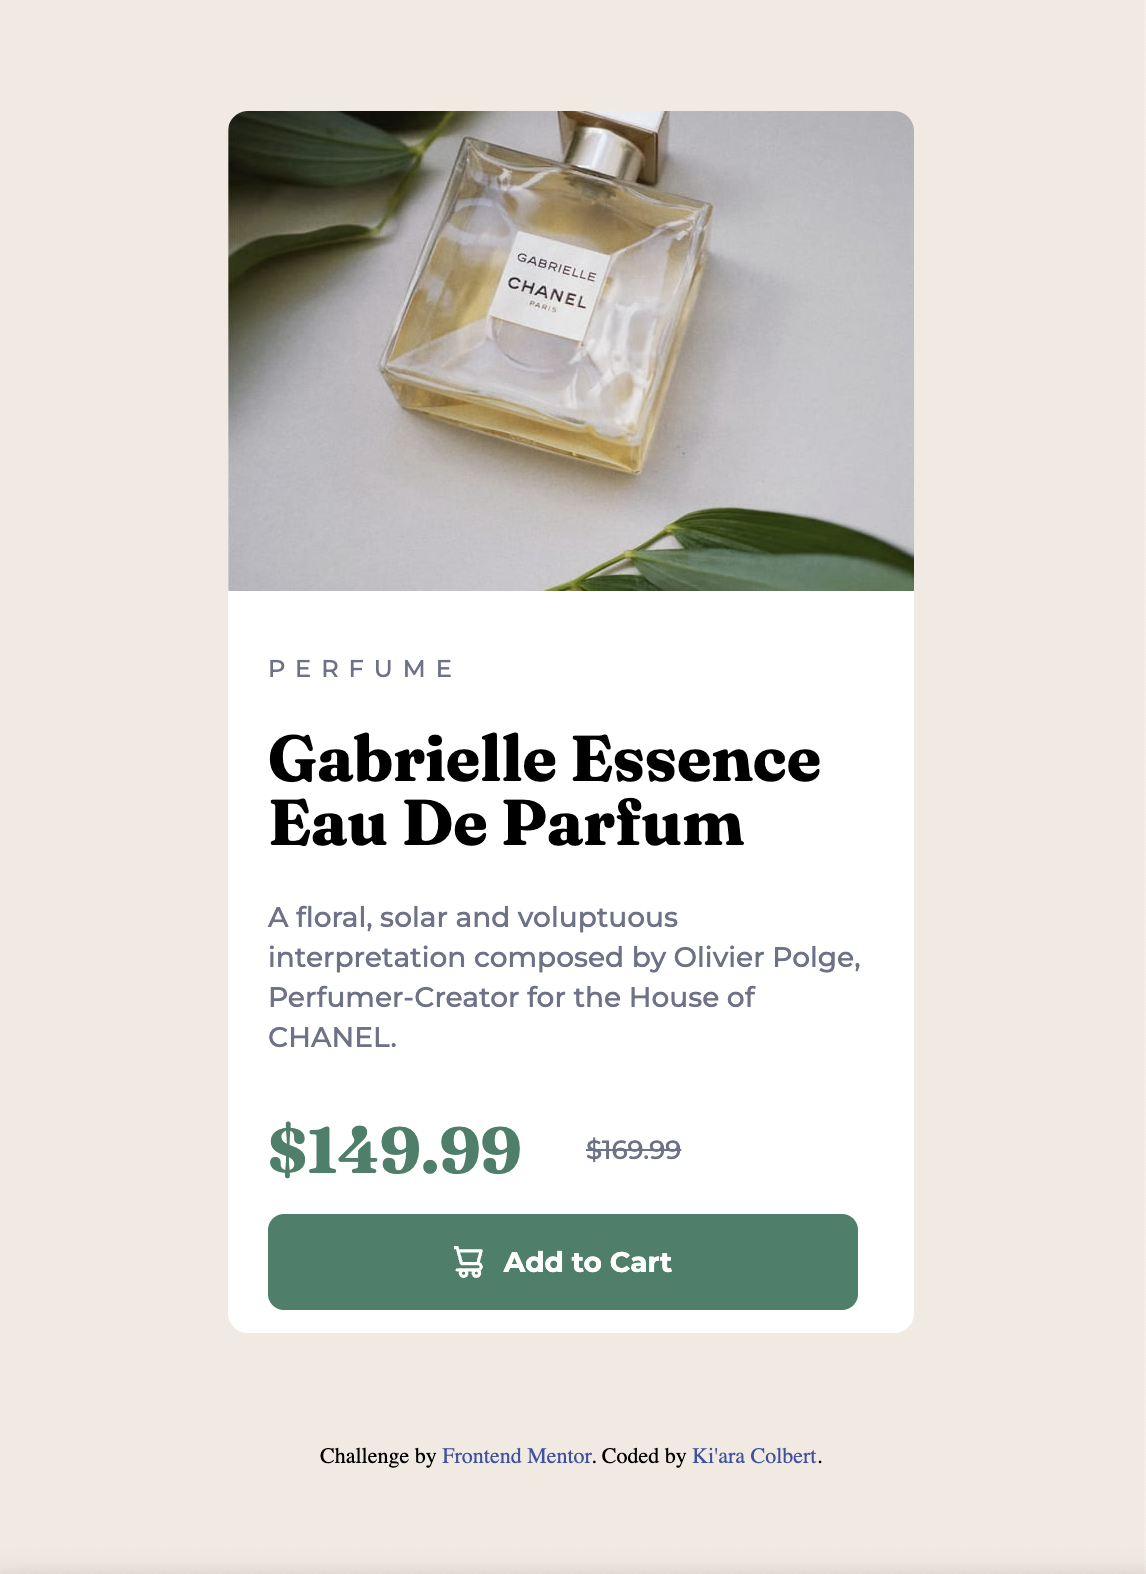 GABRIELLE
CHANEL
PARIS
PERFUME
Gabrielle Essence
Eau De Parfum
A floral, solar and voluptuous
interpretation composed by Olivier Polge,
Perfumer-Creator for the House of
CHANEL.
$149.99 $169.99
Add to Cart
Challenge by Frontend Mentor. Coded by Ki'ara Colbert.